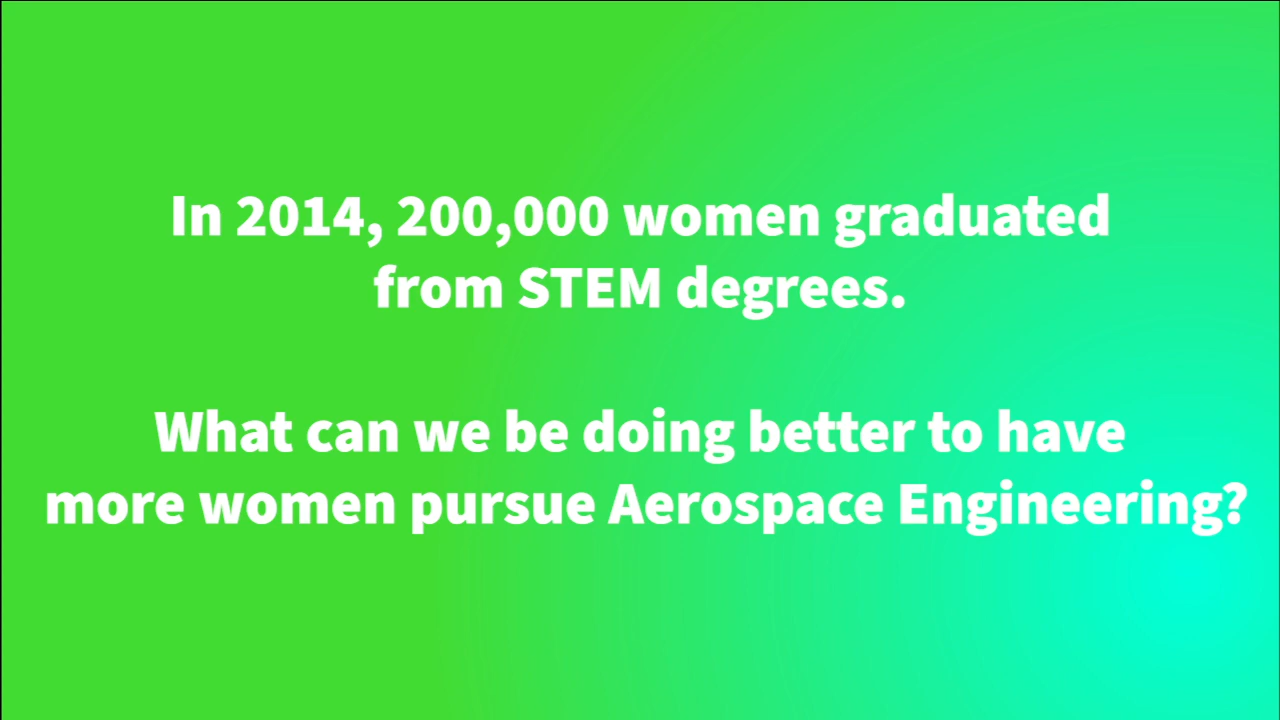 In 2014, 200,000 women graduated
from STEM degrees.
What can we be doing better to have
more women pursue Aerospace Engineering?